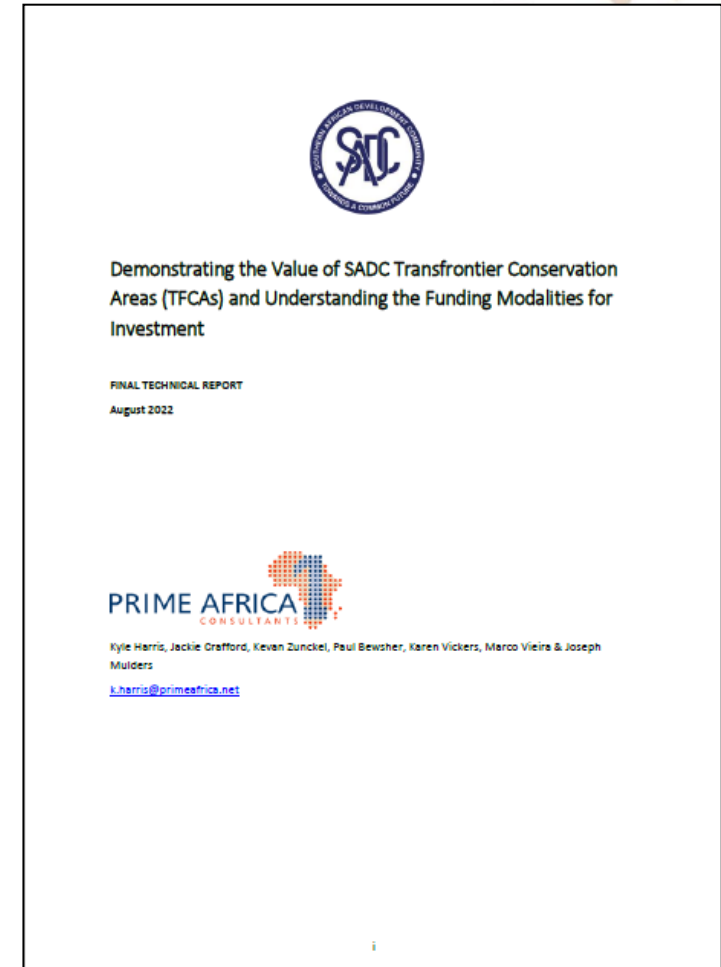 SOUTHERN AFRICAN DEVELOPMENT COMMUNITY
SADC
TOWARDS A COMMON FUTURE
Demonstrating the Value of SADC Transfrontier Conservation
Areas (TFCAs) and Understanding the Funding Modalities for
Investment
FINAL TECHNICAL REPORT
August 2022
PRIME AFRICA
CONSULTANTS
Kyle Harris, Jackie Crafford, Kevan Zunckel, Paul Bewsher, Karen Vickers, Marco Vieira & Joseph
Mulders
k.harris@primeafrica.net
i